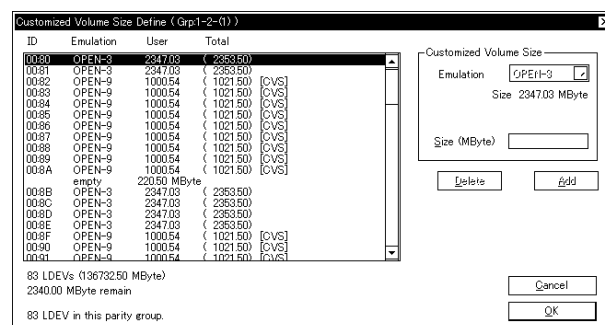 Customized Volume Size Define ( Grp:1-2-(1) )
ID Emulation User Total
00:80 OPEN-3 2347.03 ( 2353.50)
00:81 OPEN-3 2347.03 ( 2353.50)
00:82 OPEN-9 1000.54 ( 1021.50) [CVS]
00:83 OPEN-9 1000.54 ( 1021.50) [CVS]
00:84 OPEN-9 1000.54 ( 1021.50) [CVS]
00:85 OPEN-9 1000.54 ( 1021.50) [CVS]
00:86 OPEN-9 1000.54 ( 1021.50) [CVS]
00:87 OPEN-9 1000.54 ( 1021.50) [CVS]
00:88 OPEN-9 1000.54 ( 1021.50) [CVS]
00:89 OPEN-9 1000.54 ( 1021.50) [CVS]
00:8A OPEN-9 1000.54 ( 1021.50) [CVS]
empty 220.50 MByte
00:8B OPEN-3 2347.03 ( 2353.50)
00:8C OPEN-3 2347.03 ( 2353.50)
00:8D OPEN-3 2347.03 ( 2353.50)
00:8E OPEN-3 2347.03 ( 2353.50)
00:8F OPEN-9 1000.54 ( 1021.50) [CVS]
00:90 OPEN-9 1000.54 ( 1021.50) [CVS]
00:91 OPEN-9 1000.54 ( 1021.50) [CVS]
83 LDEVs (136732.50 MByte)
2340.00 MByte remain
83 LDEV in this parity group.
Customized Volume Size
Emulation OPEN-3
Size 2347.03 MByte
Size (MByte)
Delete Add
Cancel
OK